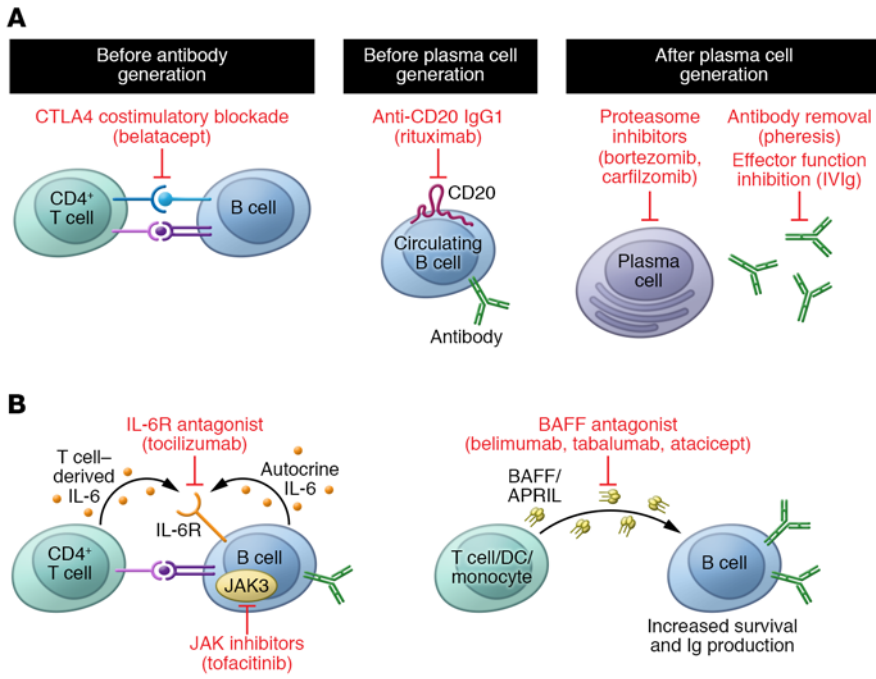 A
Before antibody
generation
Before plasma cell
generation
After plasma cell
generation
CTLA4 costimulatory blockade
(belatacept)
CD4+
T cell
B cell
Anti-CD20 IgG1
(rituximab)
CD20
Circulating
B cell
Antibody
Proteasome
inhibitors
(bortezomib,
carfilzomib)
Plasma
cell
Antibody removal
(pheresis)
Effector function
inhibition (IVIg)
B
IL-6R antagonist
(tocilizumab)
T cell–
derived
IL-6
Autocrine
IL-6
IL-6R
CD4+
T cell
B cell
JAK3
JAK inhibitors
(tofacitinib)
BAFF antagonist
(belimumab, tabalumab, atacicept)
BAFF/
APRIL
T cell/DC/
monocyte
B cell
Increased survival
and Ig production